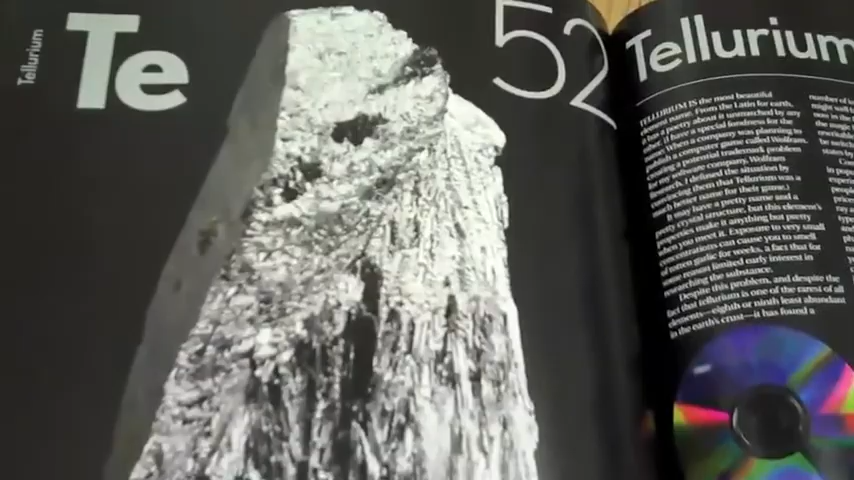 Tellurium
Te
52
Tellurium
TELLURIUM IS the most beautiful
element name. From the Latin for earth,
it has a poetry about it unmatched by any
other. I have a special fondness for the
name. When a company was planning to
publish a computer game called Wolfram,
creating a potential trademark problem
for my software company, Wolfram
Research, I defined the situation by
convincing them that Tellurium was a
much better name for their game.
It may have a pretty name and a
pretty crystal structure, but this element's
properties make it anything but pretty
when you meet it. Exposure to very small
concentrations can cause you to smell
of rotten garlic for weeks, a fact that for
many reasons limited early interest in
researching the substance.
Despite this problem, and despite the
fact that tellurium is one of the rarest of all
elements—eighth or ninth least abundant
in the earth's crust—it has found a
number of